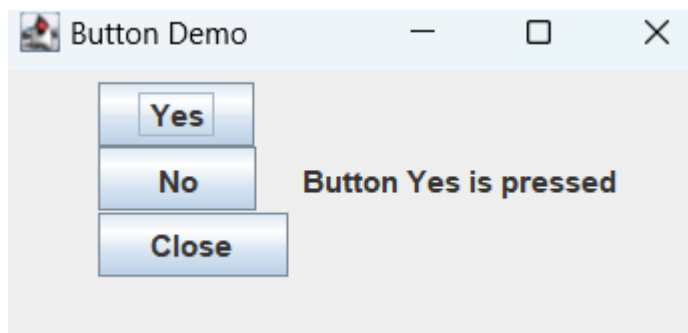 Button Demo
Yes
No
Button Yes is pressed
Close